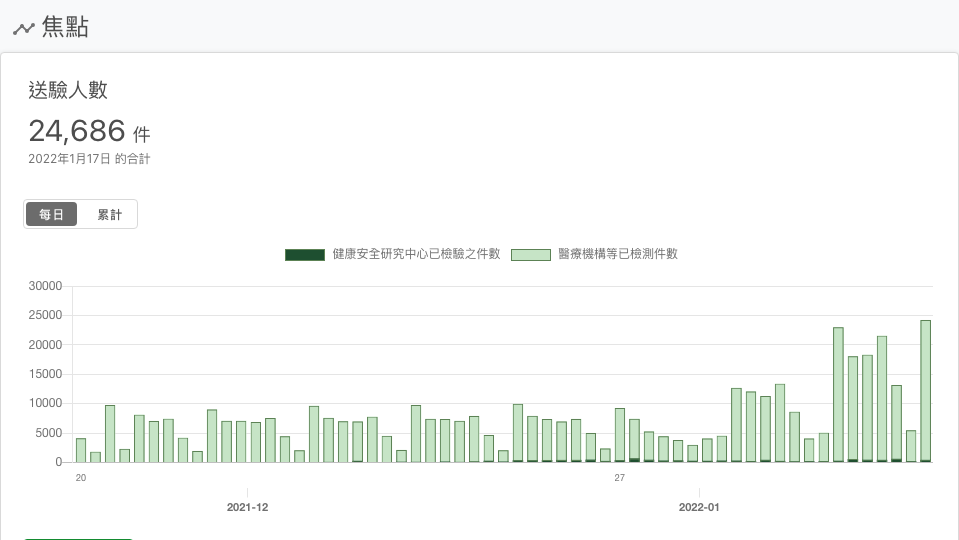 焦點
送驗人數
24,686 件
2022年1月17日 的合計
每日 累計
健康安全研究中心已檢驗之件數 醫療機構等已檢測件數
30000
25000
20000
15000
10000
5000
0
20 27
2021-12 2022-01